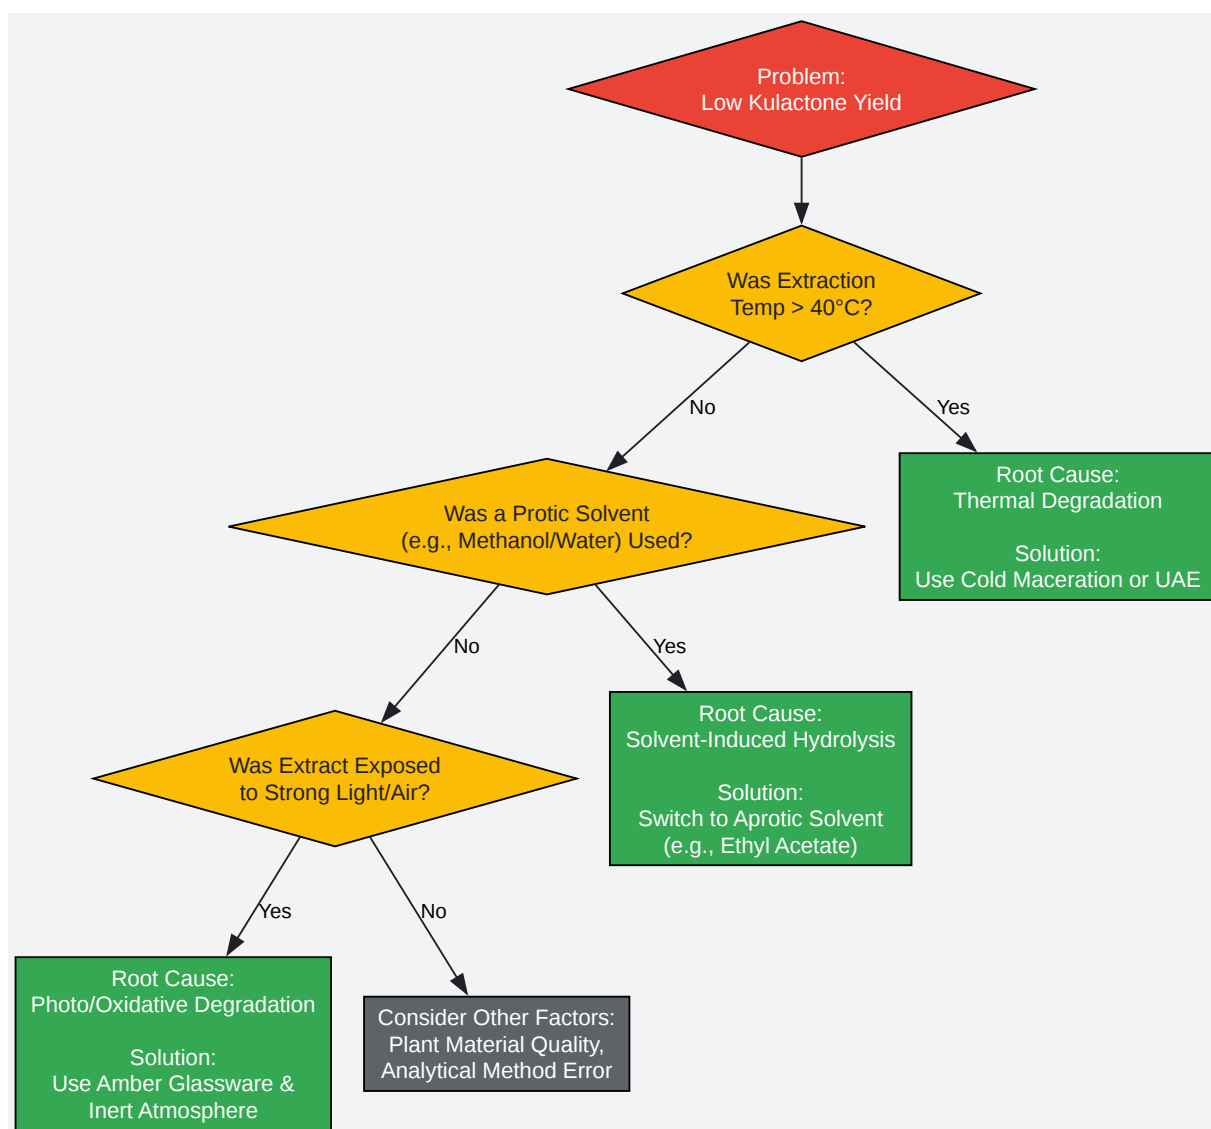 Problem:
Low Kulactone Yield
Was Extraction
Temp > 40°C?
No
Yes
Root Cause:
Thermal Degradation
Solution:
Use Cold Maceration or UAE
Was a Protic Solvent
(e.g., Methanol/Water) Used?
No
Yes
Root Cause:
Solvent-Induced Hydrolysis
Solution:
Switch to Aprotic Solvent
(e.g., Ethyl Acetate)
Was Extract Exposed
to Strong Light/Air?
Yes
No
Root Cause:
Photo/Oxidative Degradation
Solution:
Use Amber Glassware &
Inert Atmosphere
Consider Other Factors:
Plant Material Quality,
Analytical Method Error